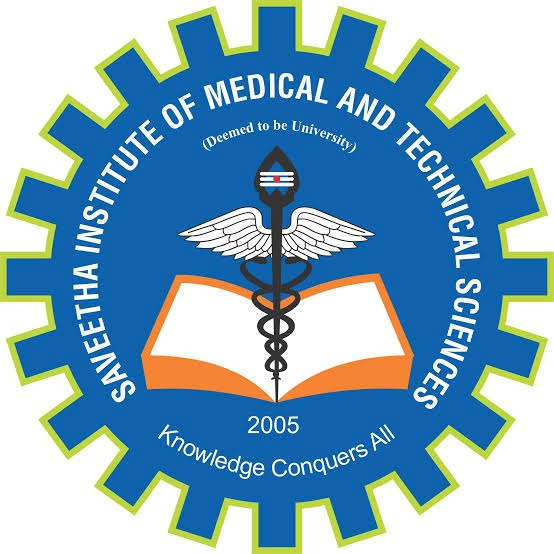 SAVEETHA INSTITUTE OF MEDICAL AND TECHNICAL SCIENCES
(Deemed to be University)
2005
Knowledge Conquers All